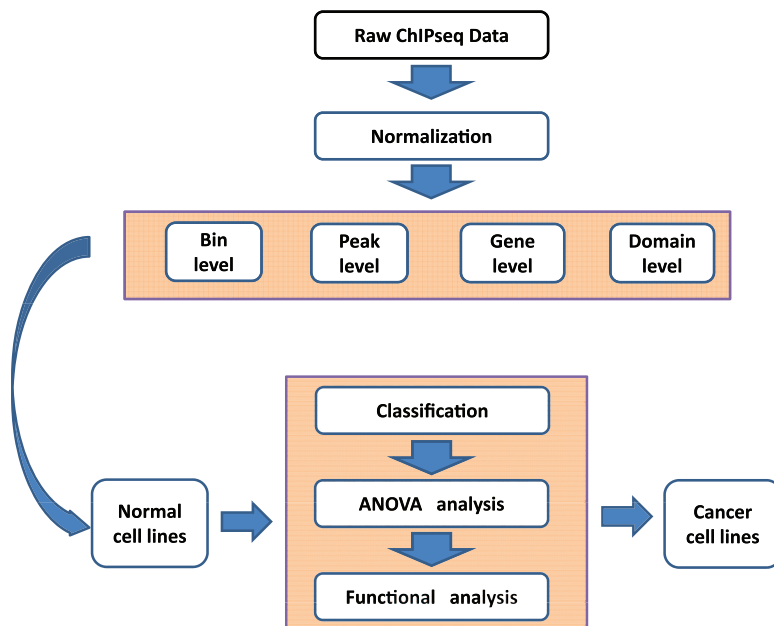 Raw ChIPseq Data
Normalization
Bin
level
Peak
level
Gene
level
Domain
level
Classification
ANOVA analysis
Functional analysis
Normal
cell lines
Cancer
cell lines